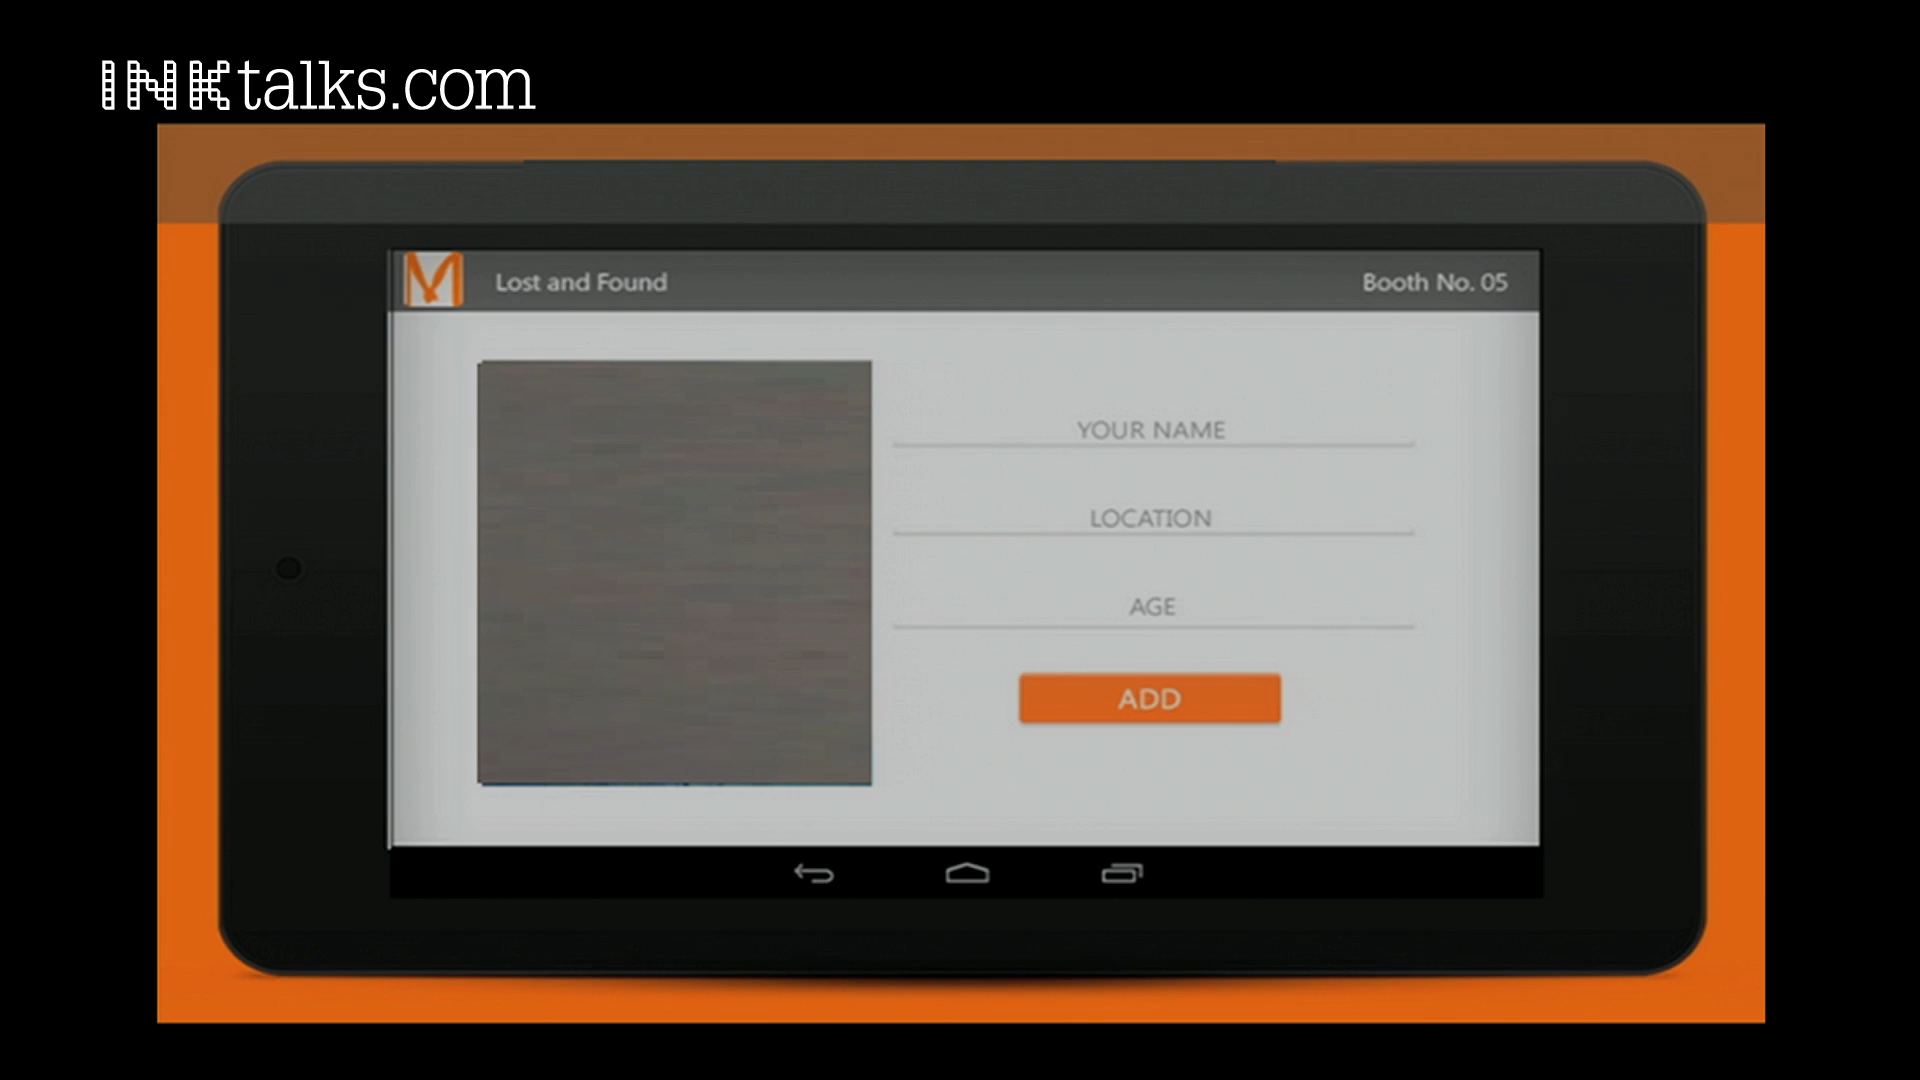 INKtalks.com
Lost and Found
Booth No. 05
YOUR NAME
LOCATION
AGE
ADD